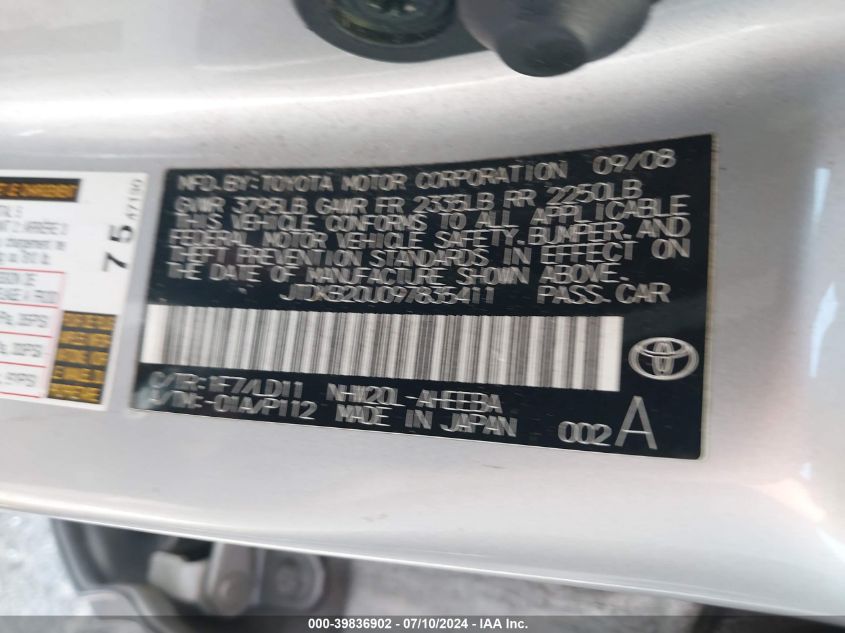 MFD.BY:TOYOTA MOTOR CORPORATION 09/08
GVWR 3795LB GAWR FR 2335LB RR 2250LB
THIS VEHICLE CONFORMS TO ALL APPLICABLE
FEDERAL MOTOR VEHICLE SAFETY,BUMPER,AND
THEFT PREVENTION STANDARDS IN EFFECT ON
THE DATE OF MANUFACTURE SHOWN ABOVE.
JTDKB20U097835411 PASS.CAR
C/TR:1F7/LD11 NHW20L-AHEEBA
A/TM:-01A/P112 MADE IN JAPAN 002 A
75 47190
000-39836902 - 07/10/2024 - IAA Inc.